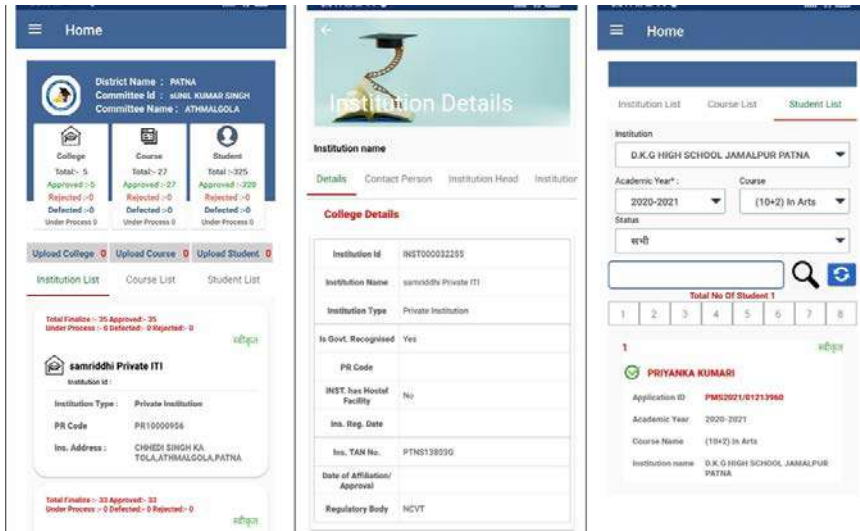 Home
District Name : PATNA
Committee Id : sUNIL KUMAR SINGH
Committee Name : ATHMALGOLA
College
Total:- 5
Approved :-5
Rejected :-0
Defected :-0
Under Process 0
Course
Total:- 27
Approved :-27
Rejected :-0
Defected :-0
Under Process 0
Student
Total :-325
Approved :-320
Rejected :-0
Defected :-0
Under Process 0
Upload College 0 Upload Course 0 Upload Student 0
Institution List Course List Student List
Total Finalize :- 35 Approved:- 35
Under Process :- 0 Defected:- 0 Rejected:- 0
स्वीकृत
samriddhi Private ITI
Institution Id :
Institution Type : Private Institution
PR Code PR10000956
Ins. Address : CHHEDI SINGH KA
TOLA,ATHMALGOLA,PATNA
Total Finalize :- 33 Approved:- 33
Under Process :- 0 Defected:- 0 Rejected:- 0
स्वीकृत
Institution Details
Institution name
Details Contact Person Institution Head Institution
College Details
Institution Id INST000032255
Institution Name samriddhi Private ITI
Institution Type Private Institution
Is Govt. Recognised Yes
PR Code
INST. has Hostel
Facility No
Ins. Reg. Date
Ins. TAN No. PTNS13803G
Date of Affiliation/
Approval
Regulatory Body NCVT
Home
Institution List Course List Student List
Institution
D.K.G HIGH SCHOOL JAMALPUR PATNA
Academic Year* : Course
2020-2021 (10+2) In Arts
Status
सभी
Total No Of Student 1
1 2 3 4 5 6 7 8
1 स्वीकृत
PRIYANKA KUMARI
Application ID PMS2021/01213960
Academic Year 2020-2021
Course Name (10+2) In Arts
Institution name D.K.G HIGH SCHOOL JAMALPUR
PATNA